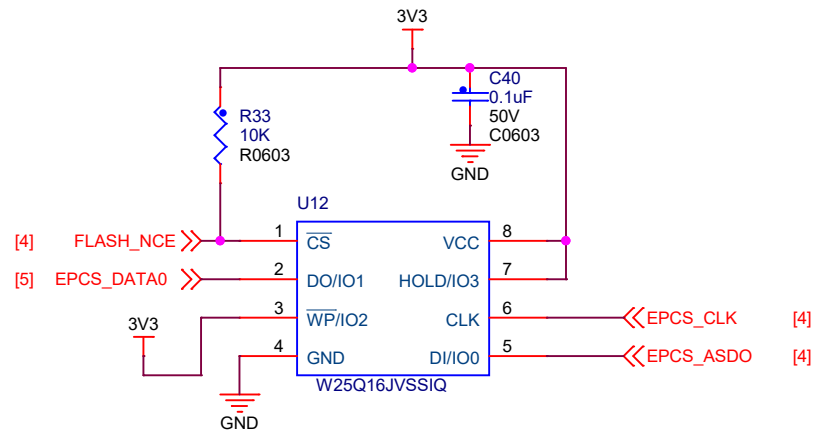 3V3
C40
0.1uF
50V
C0603
GND
R33
10K
R0603
U12
[4] FLASH_NCE 1 CS VCC 8
[5] EPCS_DATA0 2 DO/IO1 HOLD/IO3 7
3 WP/IO2 CLK 6 EPCS_CLK [4]
3V3
4 GND DI/IO0 5 EPCS_ASDO [4]
W25Q16JVSSIQ
GND